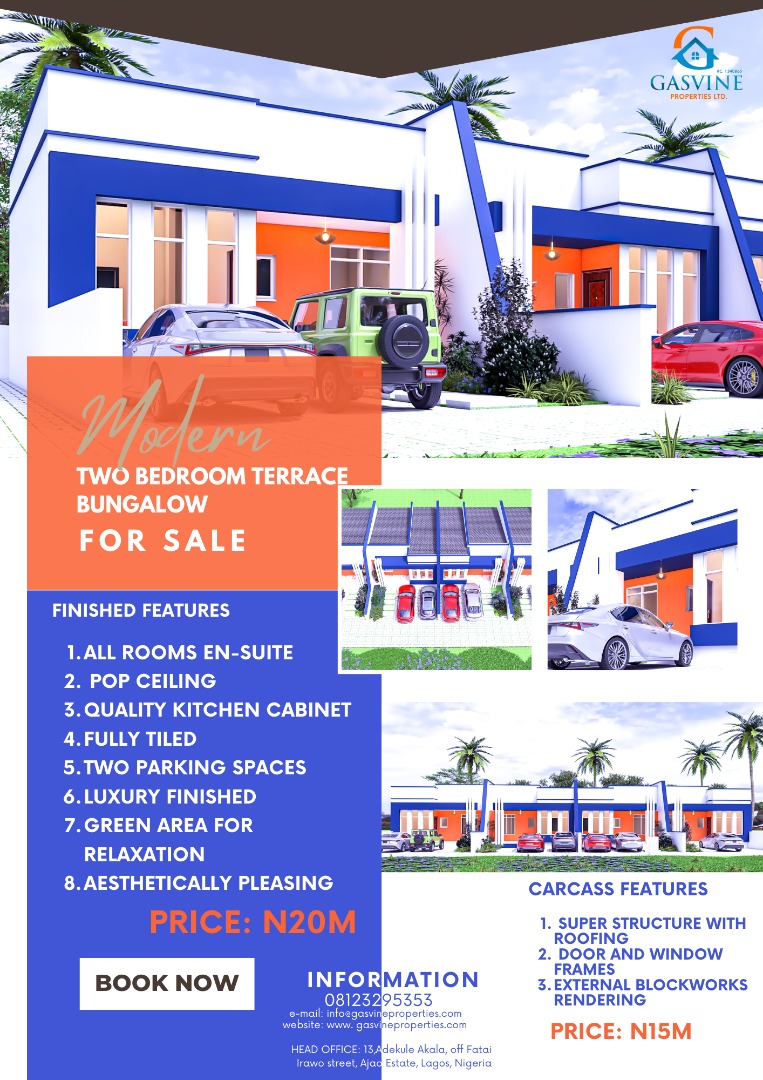 RC: 1340865
GASVINE
PROPERTIES LTD.
Modern
TWO BEDROOM TERRACE
BUNGALOW
FOR SALE
FINISHED FEATURES
1. ALL ROOMS EN-SUITE
2. POP CEILING
3. QUALITY KITCHEN CABINET
4. FULLY TILED
5. TWO PARKING SPACES
6. LUXURY FINISHED
7. GREEN AREA FOR
RELAXATION
8. AESTHETICALLY PLEASING
PRICE: N20M
BOOK NOW
CARCASS FEATURES
1. SUPER STRUCTURE WITH
ROOFING
2. DOOR AND WINDOW
FRAMES
3. EXTERNAL BLOCKWORKS
RENDERING
PRICE: N15M
INFORMATION
08123295353
e-mail: info@gasvineproperties.com
website: www. gasvineproperties.com
HEAD OFFICE: 13,Adekule Akala, off Fatai
Irawo street, Ajao Estate, Lagos, Nigeria